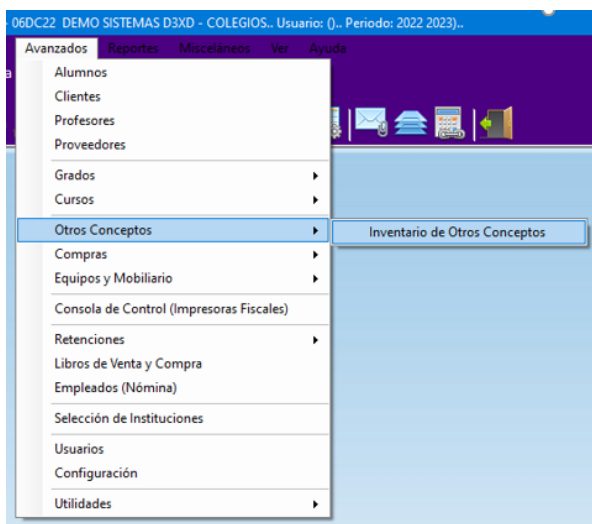 06DC22 DEMO SISTEMAS D3XD - COLEGIOS.. Usuario: ().. Periodo: 2022 2023)..
Avanzados Reportes Misceláneos Ver Ayuda
a
Alumnos
Clientes
Profesores
Proveedores
Grados
Cursos
Otros Conceptos
Inventario de Otros Conceptos
Compras
Equipos y Mobiliario
Consola de Control (Impresoras Fiscales)
Retenciones
Libros de Venta y Compra
Empleados (Nómina)
Selección de Instituciones
Usuarios
Configuración
Utilidades